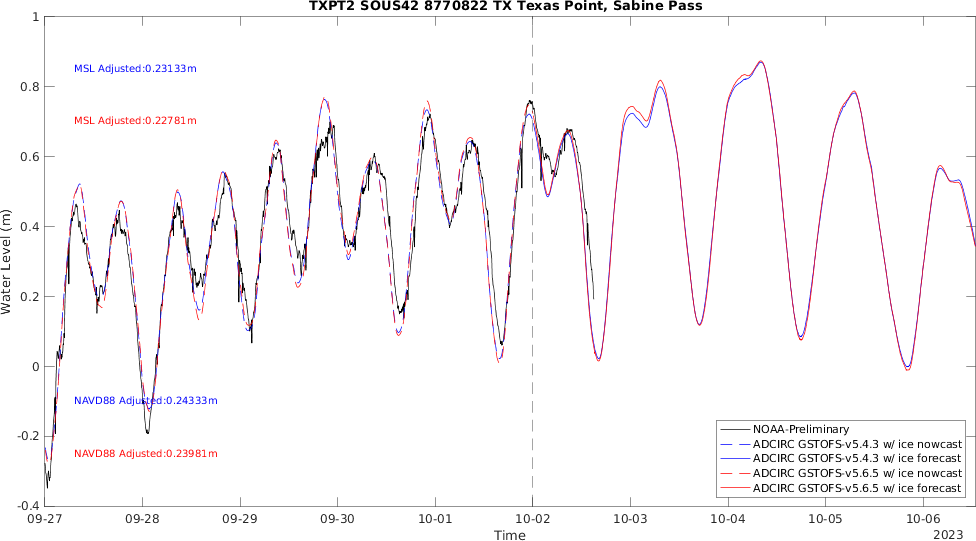 TXPT2 SOUS42 8770822 TX Texas Point, Sabine Pass
1
0.8
0.6
0.4
0.2
0
-0.2
-0.4
Water Level (m)
MSL Adjusted:0.23133m
MSL Adjusted:0.22781m
NAVD88 Adjusted:0.24333m
NAVD88 Adjusted:0.23981m
NOAA-Preliminary
ADCIRC GSTOFS-v5.4.3 w/ ice nowcast
ADCIRC GSTOFS-v5.4.3 w/ ice forecast
ADCIRC GSTOFS-v5.6.5 w/ ice nowcast
ADCIRC GSTOFS-v5.6.5 w/ ice forecast
09-27 09-28 09-29 09-30 10-01 10-02 10-03 10-04 10-05 10-06
Time
2023